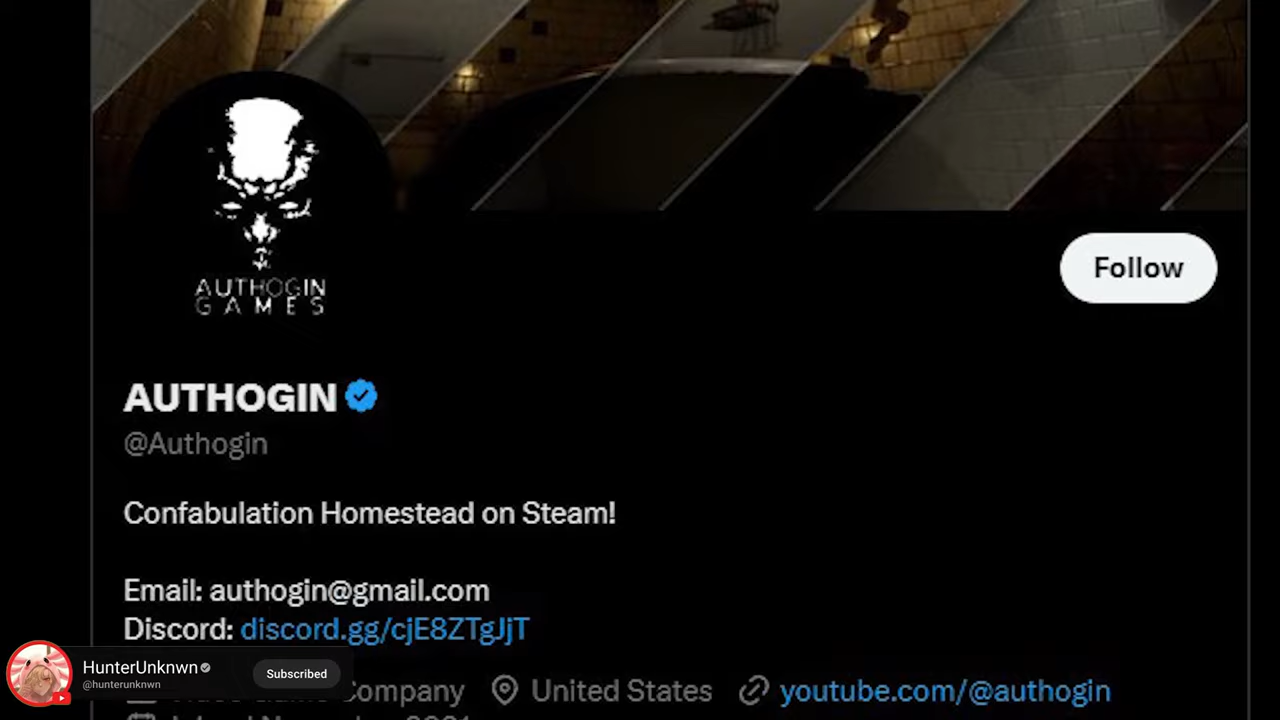 AUTHOGIN
GAMES
Follow
AUTHOGIN
@Authogin
Confabulation Homestead on Steam!
Email: authogin@gmail.com
Discord: discord.gg/cjE8ZTgJjT
HunterUnknwn
@hunterunknwn
Subscribed
Company
United States
youtube.com/@authogin